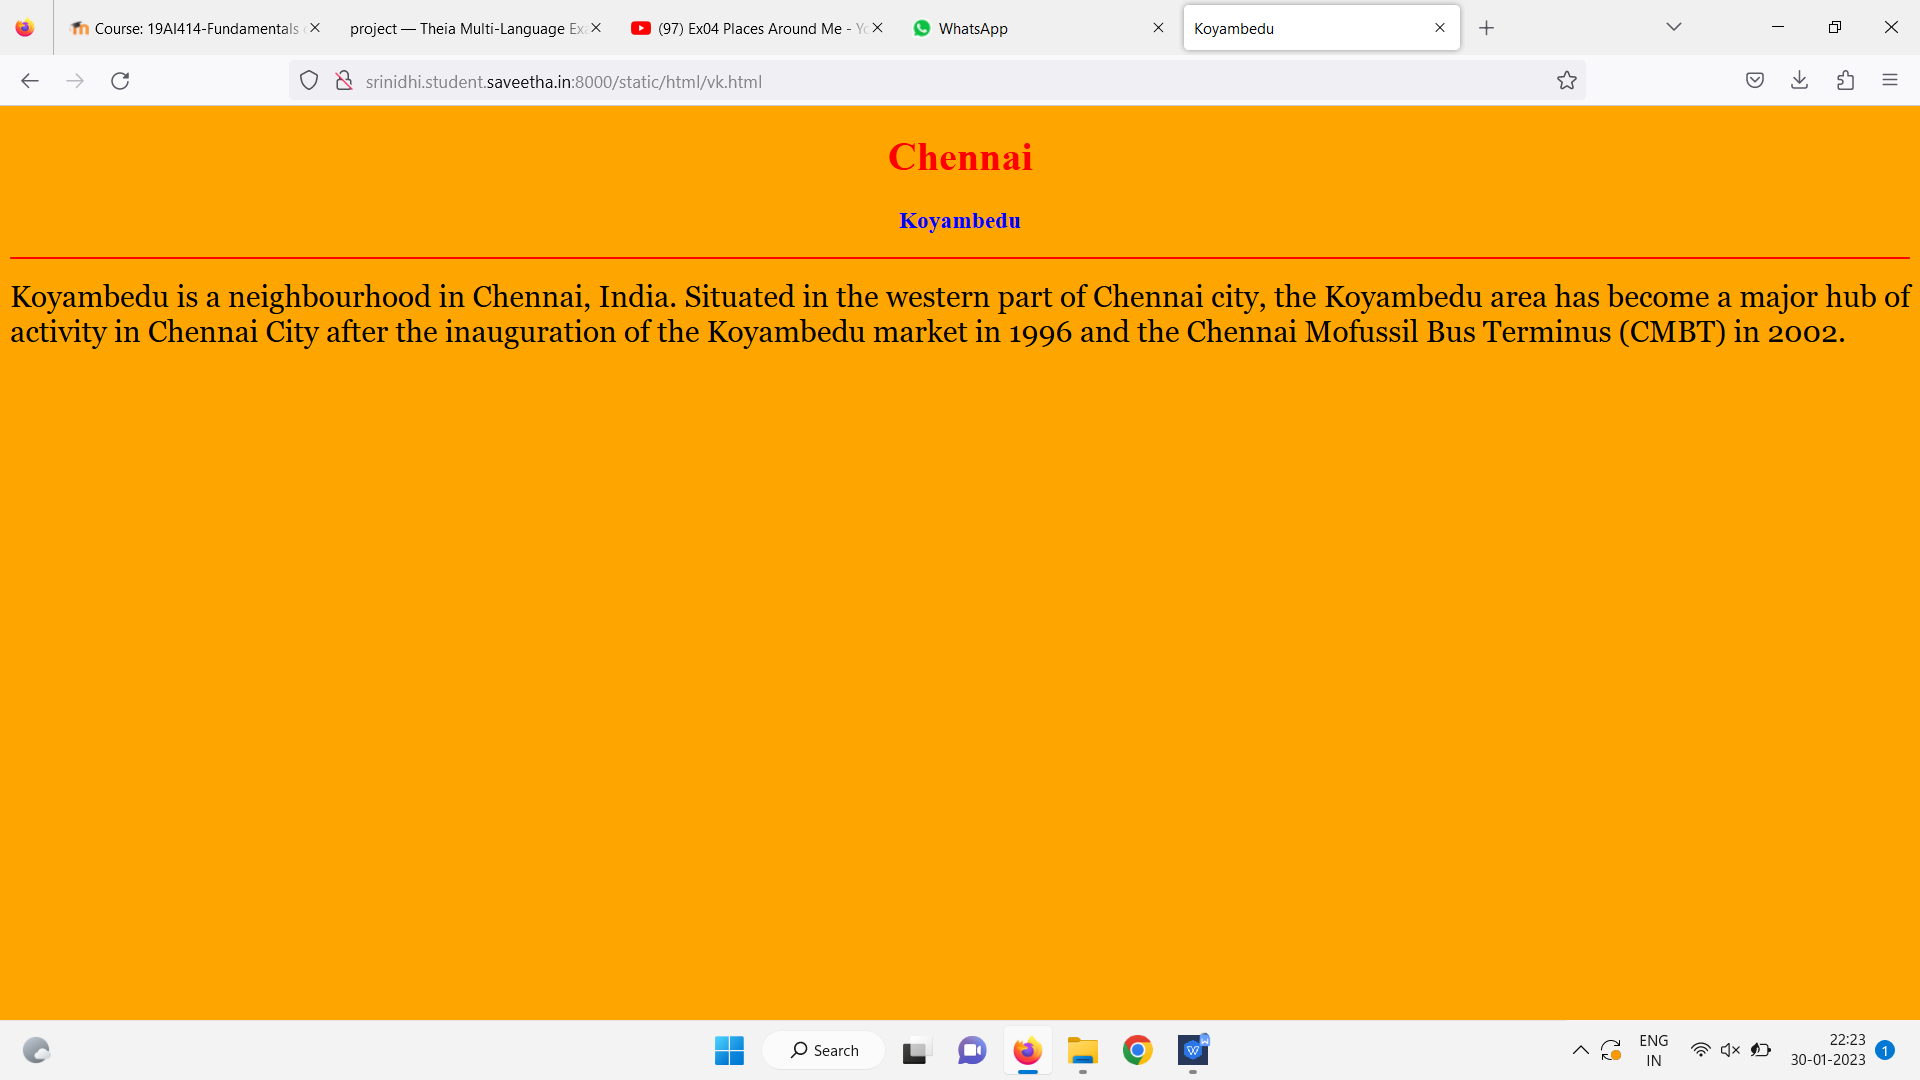 Course: 19AI414-Fundamentals
project — Theia Multi-Language Ex
(97) Ex04 Places Around Me - Yo
WhatsApp
Koyambedu
srinidhi.student.saveetha.in:8000/static/html/vk.html
Chennai
Koyambedu
Koyambedu is a neighbourhood in Chennai, India. Situated in the western part of Chennai city, the Koyambedu area has become a major hub of
activity in Chennai City after the inauguration of the Koyambedu market in 1996 and the Chennai Mofussil Bus Terminus (CMBT) in 2002.
Search
ENG
IN
22:23
30-01-2023
1